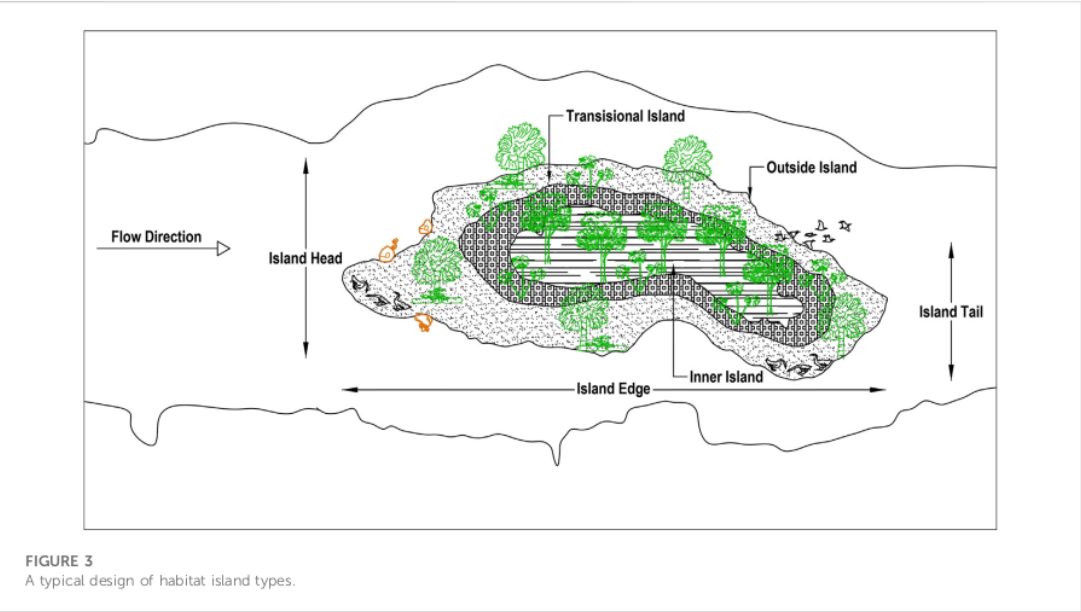 Transisional Island
Outside Island
Flow Direction
Island Head
Island Tail
Inner Island
Island Edge
FIGURE 3
A typical design of habitat island types.